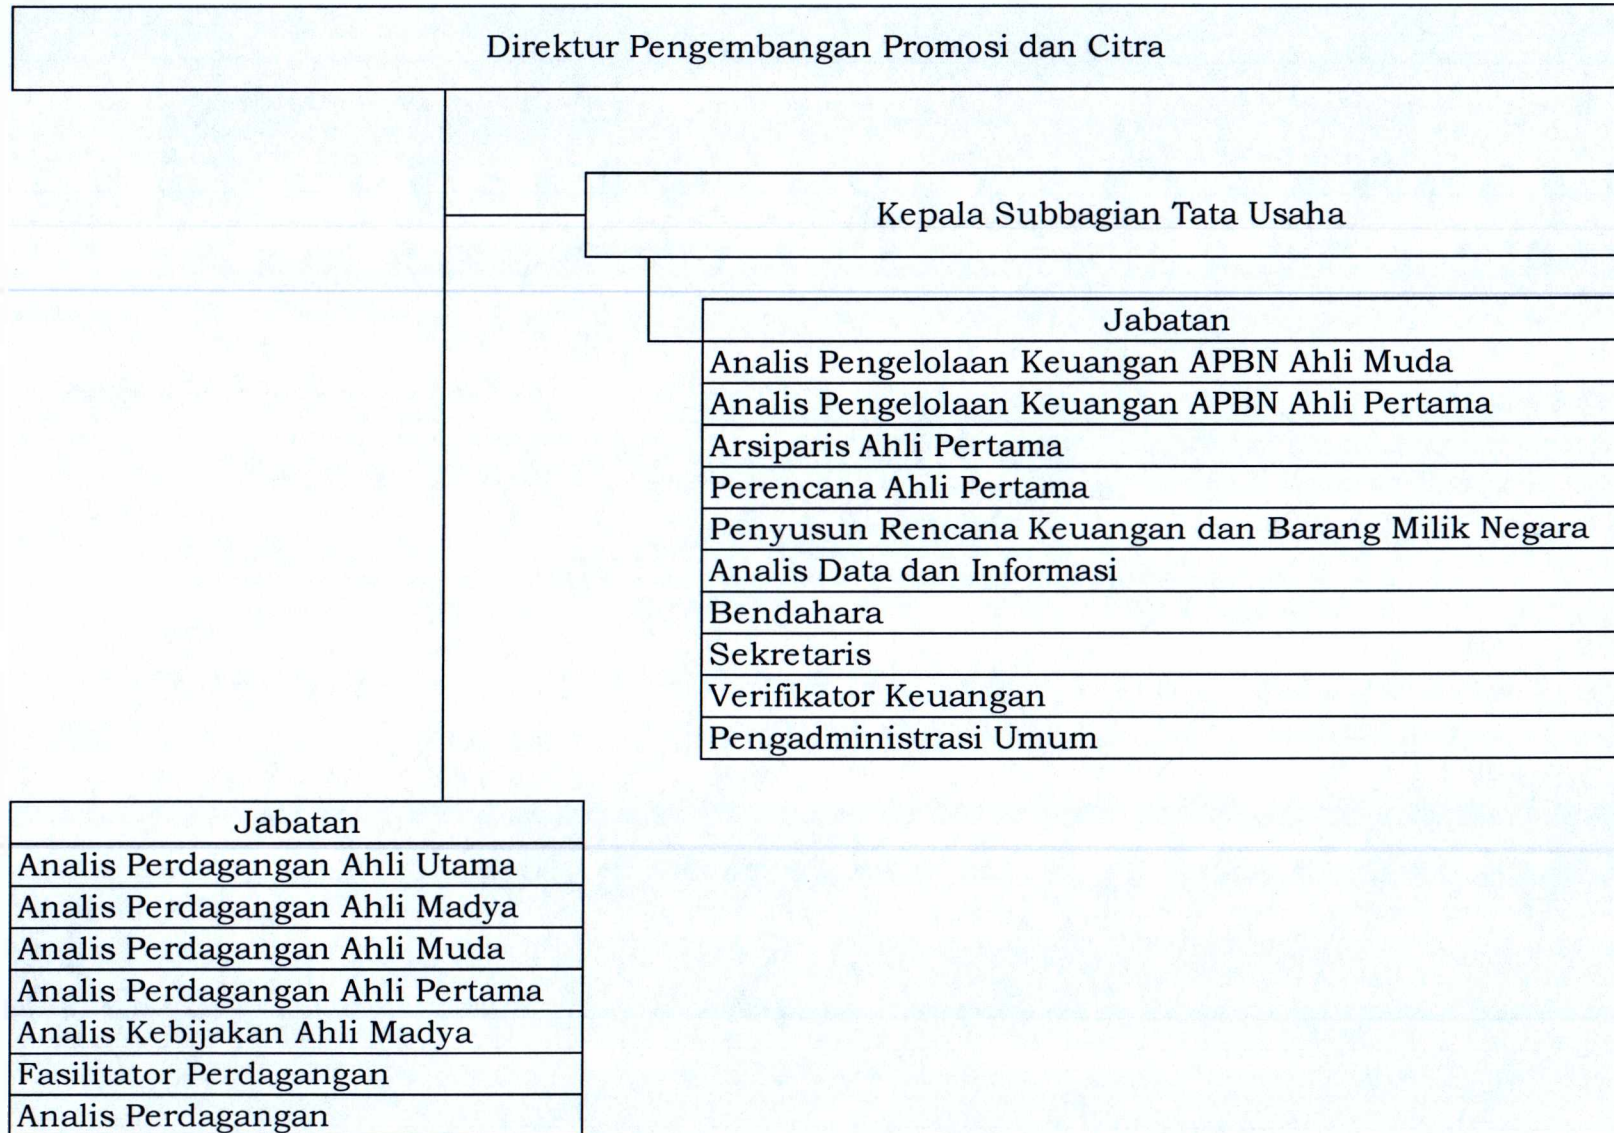 Direktur Pengembangan Promosi dan Citra
Kepala Subbagian Tata Usaha
Jabatan
Analis Pengelolaan Keuangan APBN Ahli Muda
Analis Pengelolaan Keuangan APBN Ahli Pertama
Arsiparis Ahli Pertama
Perencana Ahli Pertama
Penyusun Rencana Keuangan dan Barang Milik Negara
Analis Data dan Informasi
Bendahara
Sekretaris
Verifikator Keuangan
Pengadministrasi Umum
Jabatan
Analis Perdagangan Ahli Utama
Analis Perdagangan Ahli Madya
Analis Perdagangan Ahli Muda
Analis Perdagangan Ahli Pertama
Analis Kebijakan Ahli Madya
Fasilitator Perdagangan
Analis Perdagangan